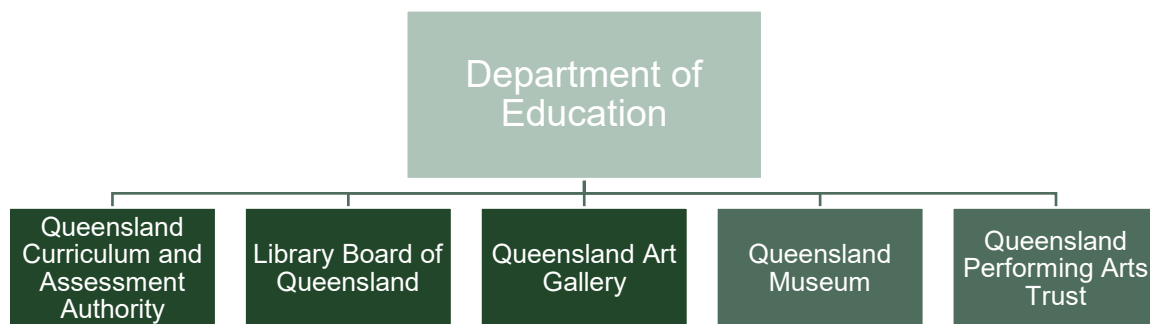 Department of
Education
Queensland
Curriculum and
Assessment
Authority
Library Board of
Queensland
Queensland Art
Gallery
Queensland
Museum
Queensland
Performing Arts
Trust